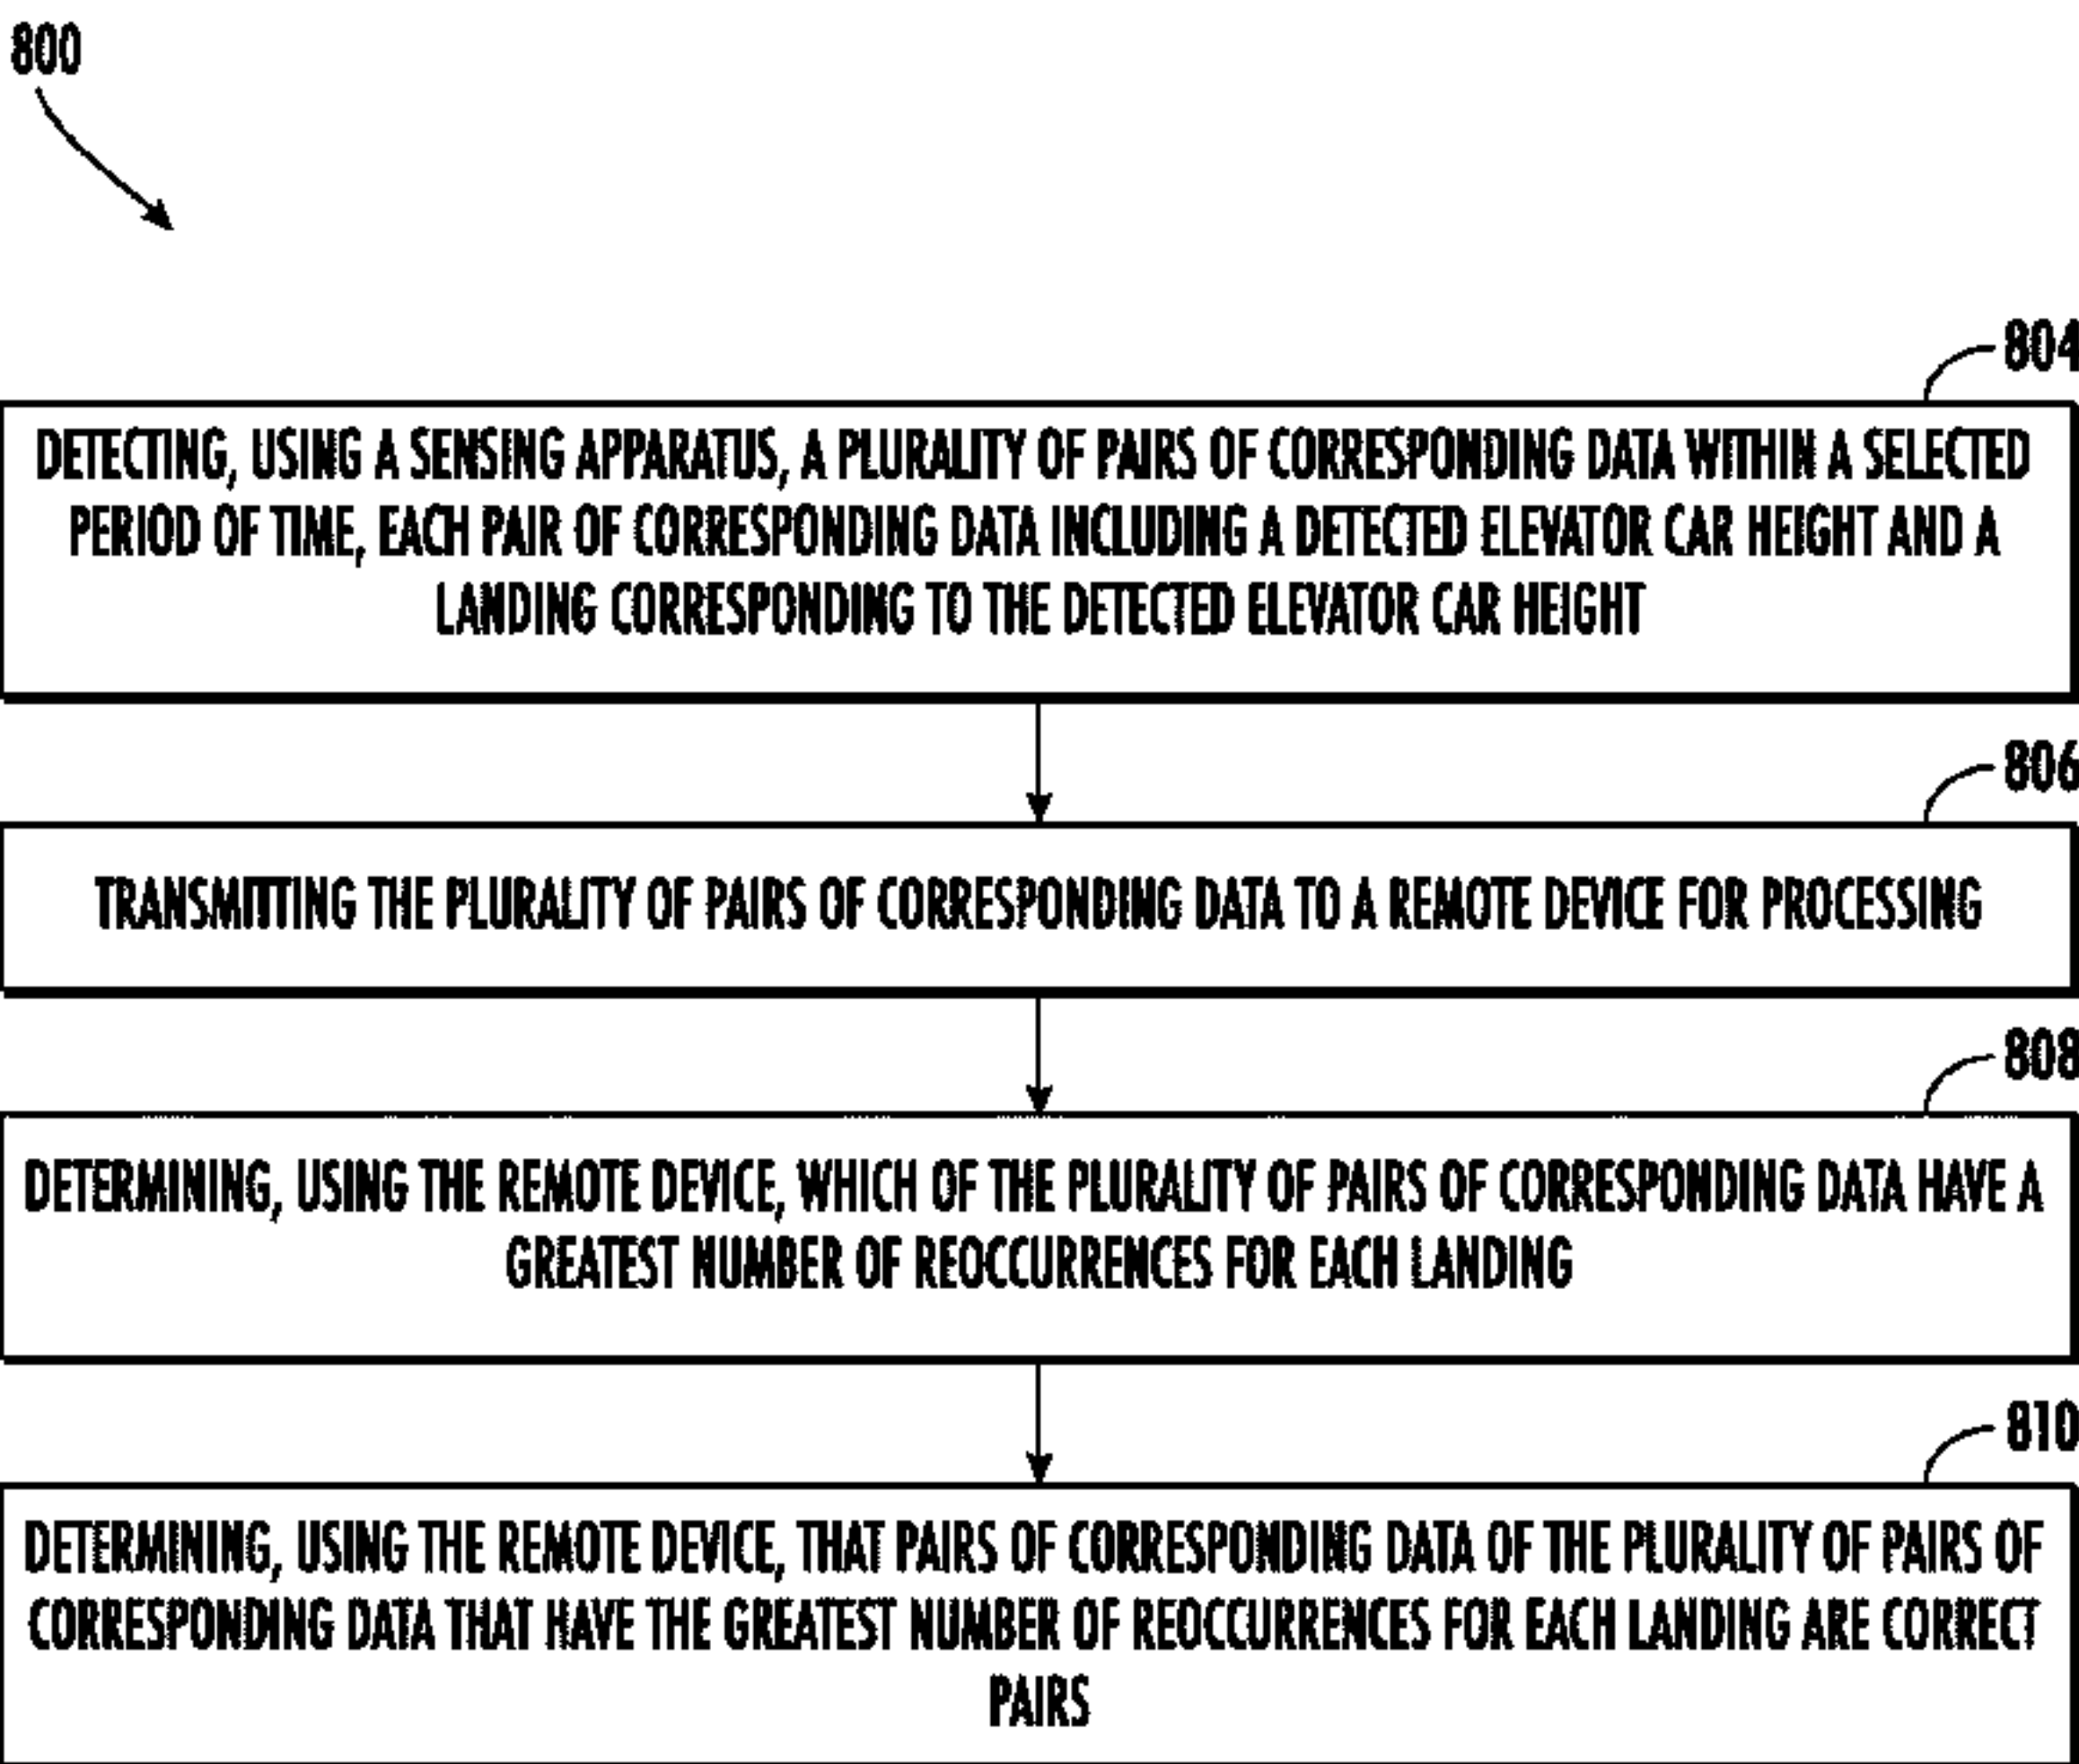 800
804
DETECTING, USING A SENSING APPARATUS, A PLURALITY OF PAIRS OF CORRESPONDING DATA WITHIN A SELECTED
PERIOD OF TIME, EACH PAIR OF CORRESPONDING DATA INCLUDING A DETECTED ELEVATOR CAR HEIGHT AND A
LANDING CORRESPONDING TO THE DETECTED ELEVATOR CAR HEIGHT
806
TRANSMITTING THE PLURALITY OF PAIRS OF CORRESPONDING DATA TO A REMOTE DEVICE FOR PROCESSING
808
DETERMINING, USING THE REMOTE DEVICE, WHICH OF THE PLURALITY OF PAIRS OF CORRESPONDING DATA HAVE A
GREATEST NUMBER OF REOCCURRENCES FOR EACH LANDING
810
DETERMINING, USING THE REMOTE DEVICE, THAT PAIRS OF CORRESPONDING DATA OF THE PLURALITY OF PAIRS OF
CORRESPONDING DATA THAT HAVE THE GREATEST NUMBER OF REOCCURRENCES FOR EACH LANDING ARE CORRECT
PAIRS